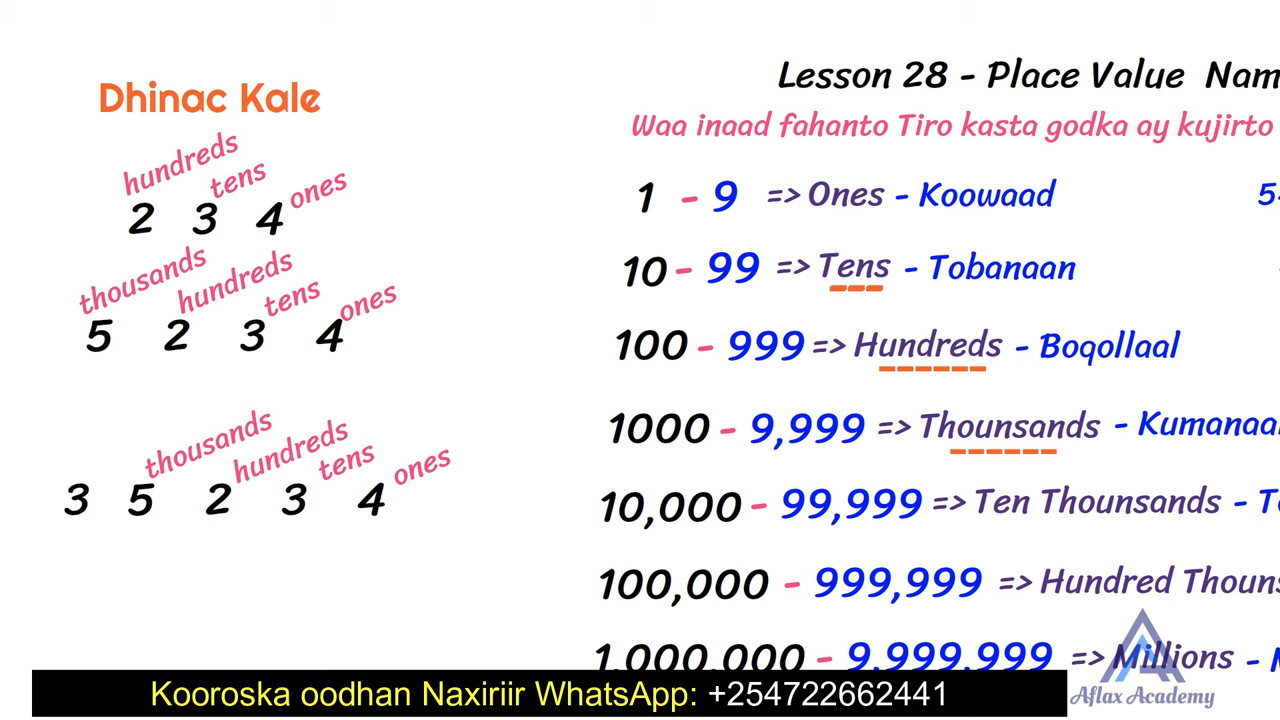 Dhinac Kale
hundreds
tens
ones
2 3 4
thousands
hundreds
tens
ones
5 2 3 4
thousands
hundreds
tens
ones
3 5 2 3 4
Lesson 28 - Place Value Nam
Waa inaad fahanto Tiro kasta godka ay kujirto
1 - 9 => Ones - Koowaad
10 - 99 => Tens - Tobanaan
100 - 999 => Hundreds - Boqollaal
1000 - 9,999 => Thounsands - Kumanaa
10,000 - 99,999 => Ten Thounsands - T
100,000 - 999,999 => Hundred Thouns
1,000,000 - 9,999,999 => Millions -
Kooroska oodhan Naxiriir WhatsApp: +254722662441
Aflax Academy